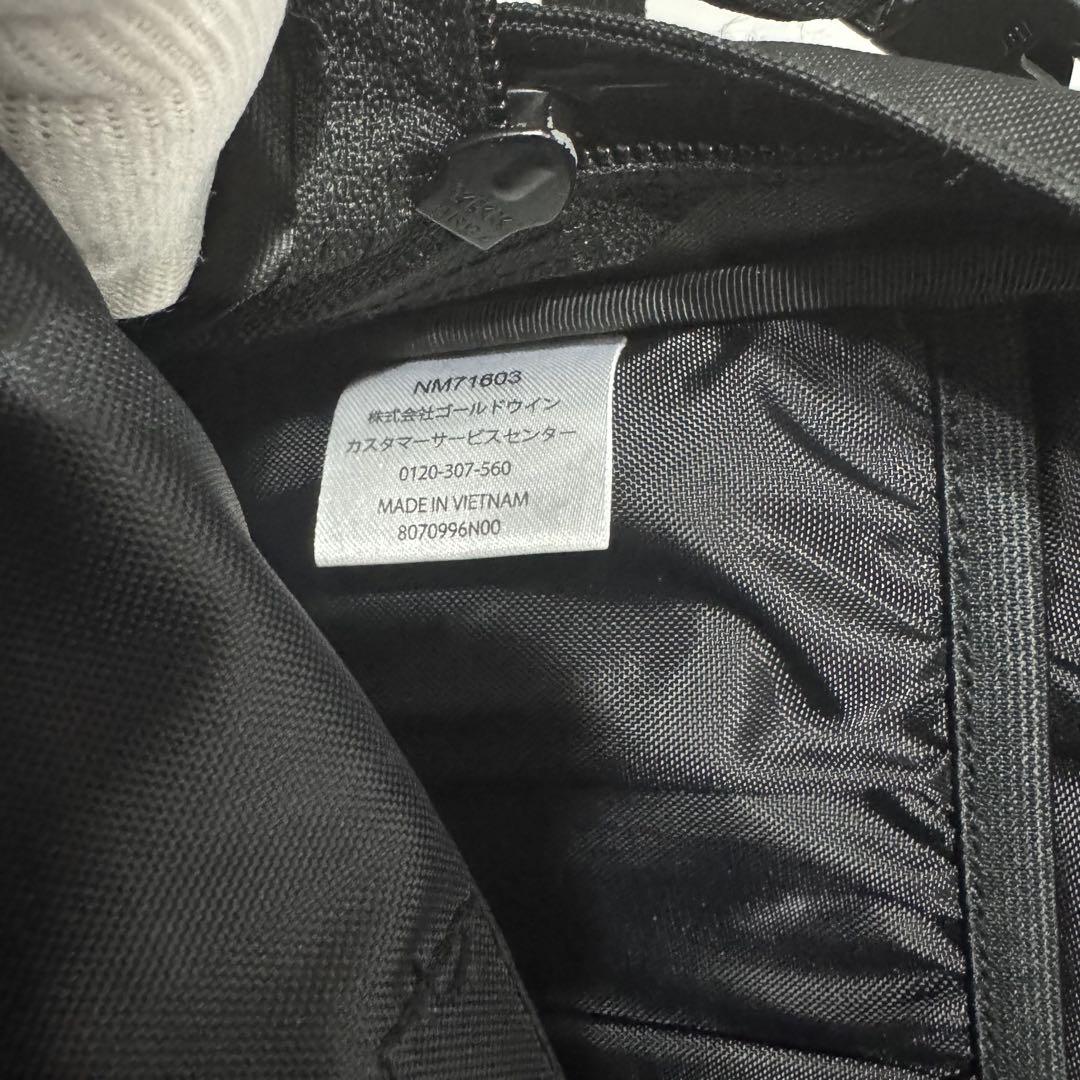 YKK
NM71603
株式会社ゴールドウイン
カスタマーサービスセンター
0120-307-560
MADE IN VIETNAM
8070996N00